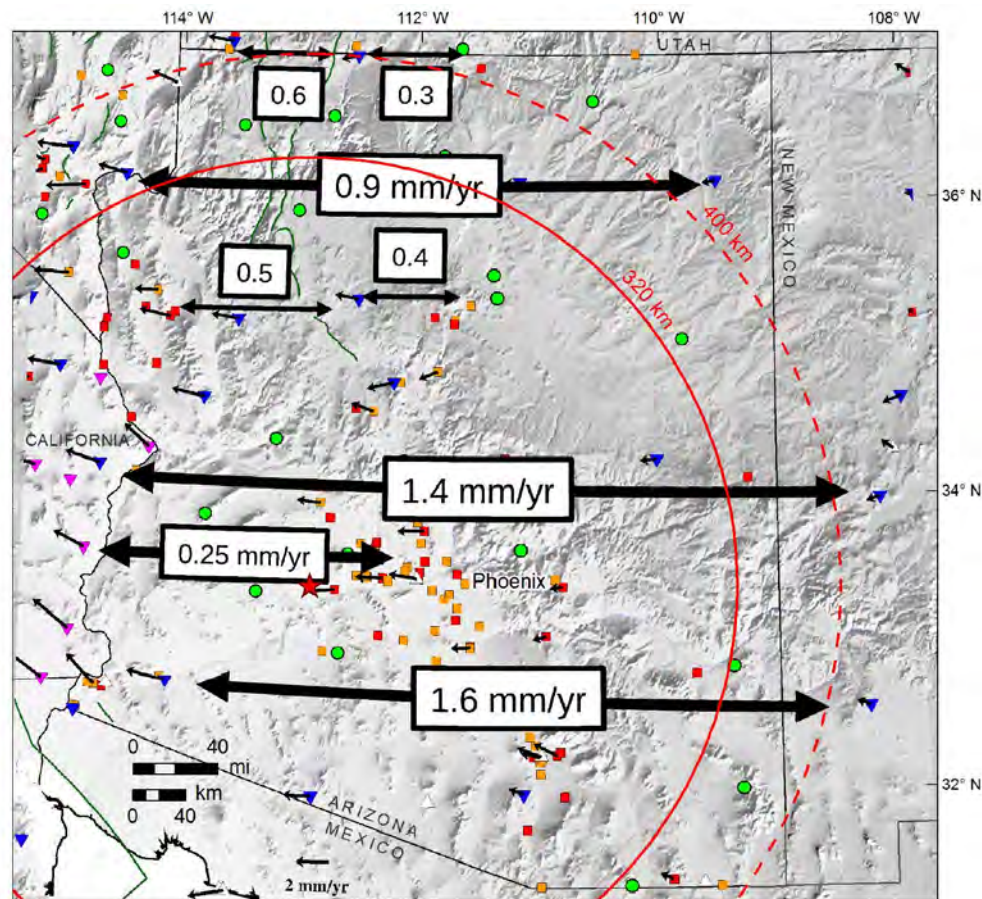 114° W
112° W
110° W
108° W
UTAH
0.6
0.3
NEW MEXICO
0.9 mm/yr
36° N
400 km
0.5
0.4
320 km
CALIFORNIA
34° N
1.4 mm/yr
0.25 mm/yr
Phoenix
1.6 mm/yr
0 40
mi
km
0 40
32° N
ARIZONA
MEXICO
2 mm/yr